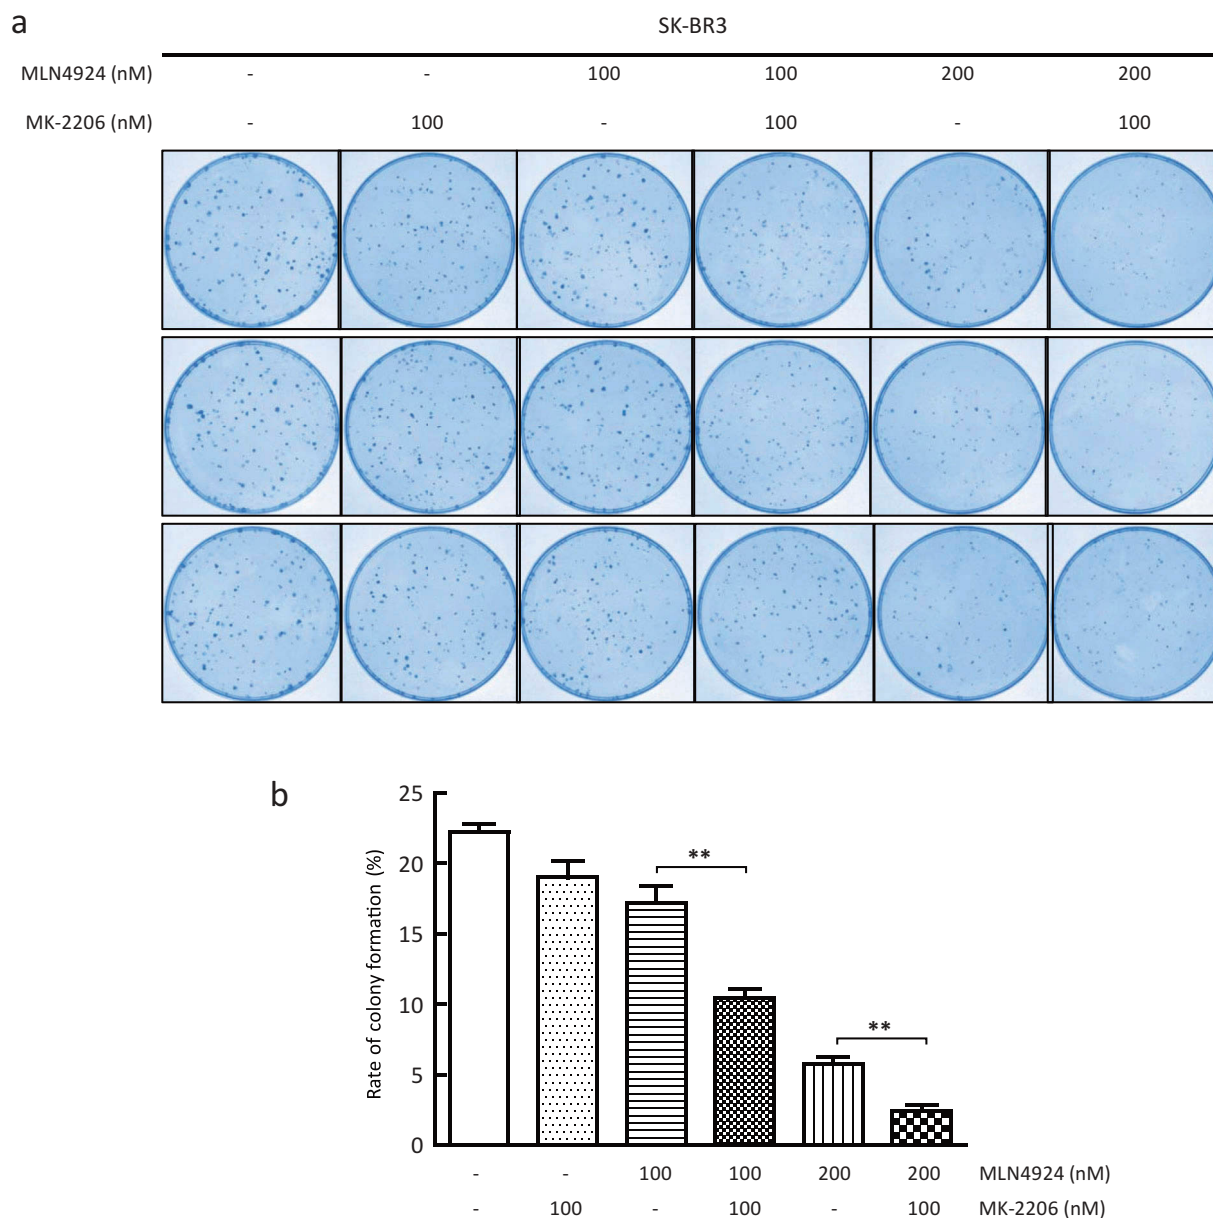 a
SK-BR3
MLN4924 (nM) - - 100 100 200 200
MK-2206 (nM) - 100 - 100 - 100
b
Rate of colony formation (%)
25
20
15
10
5
0
**
**
- - 100 100 200 200 MLN4924 (nM)
- 100 - 100 - 100 MK-2206 (nM)